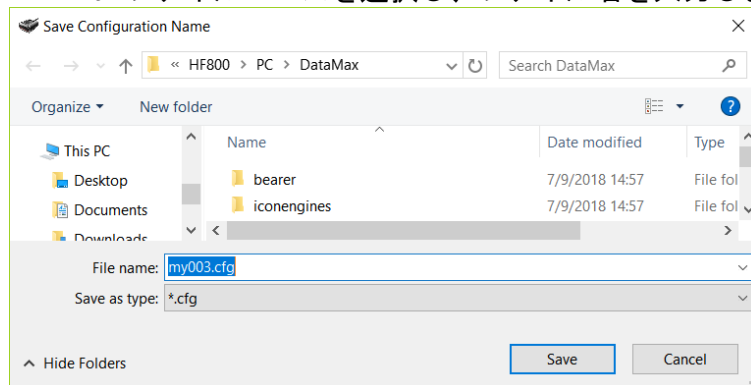 Save Configuration Name
« HF800 > PC > DataMax
Search DataMax
Organize
New folder
This PC
Desktop
Documents
Downloads
Name
Date modified
Type
bearer
7/9/2018 14:57
File fol
iconengines
7/9/2018 14:57
File fol
File name: my003.cfg
Save as type: *.cfg
Hide Folders
Save
Cancel